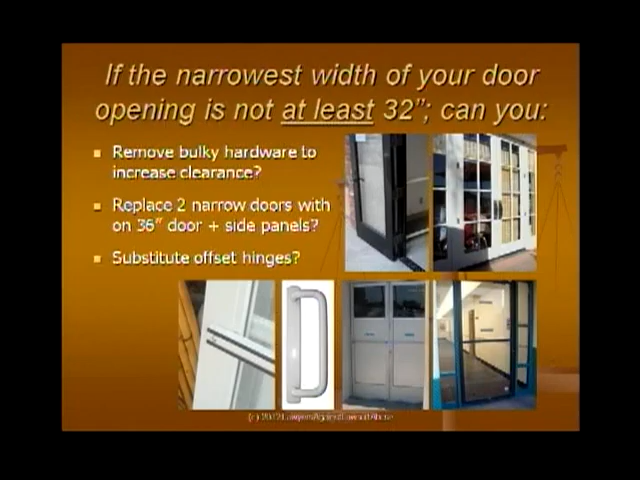 If the narrowest width of your door
opening is not at least 32”; can you:
Remove bulky hardware to
increase clearance?
Replace 2 narrow doors with
on 36” door + side panels?
Substitute offset hinges?